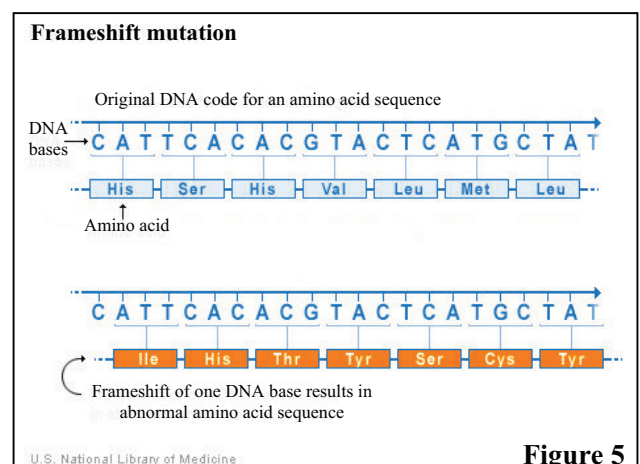 Frameshift mutation
Original DNA code for an amino acid sequence
DNA
bases
C A T T C A C A C G T A C T C A T G C T A T
His Ser His Val Leu Met Leu
Amino acid
C A T T C A C A C G T A C T C A T G C T A T
Ile His Thr Tyr Ser Cys Tyr
Frameshift of one DNA base results in
abnormal amino acid sequence
U.S. National Library of Medicine
Figure 5